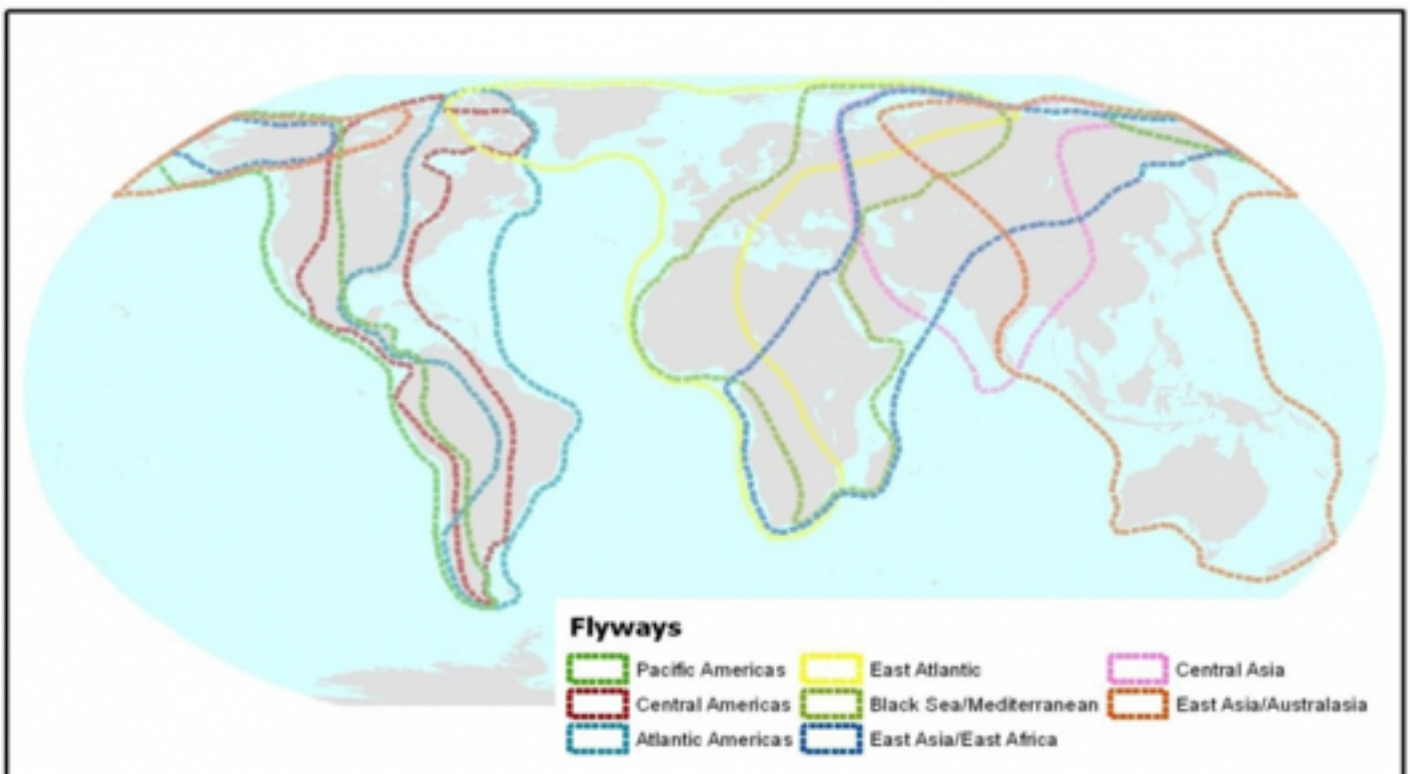 Flyways
Pacific Americas East Atlantic Central Asia
Central Americas Black Sea/Mediterranean East Asia/Australasia
Atlantic Americas East Asia/East Africa